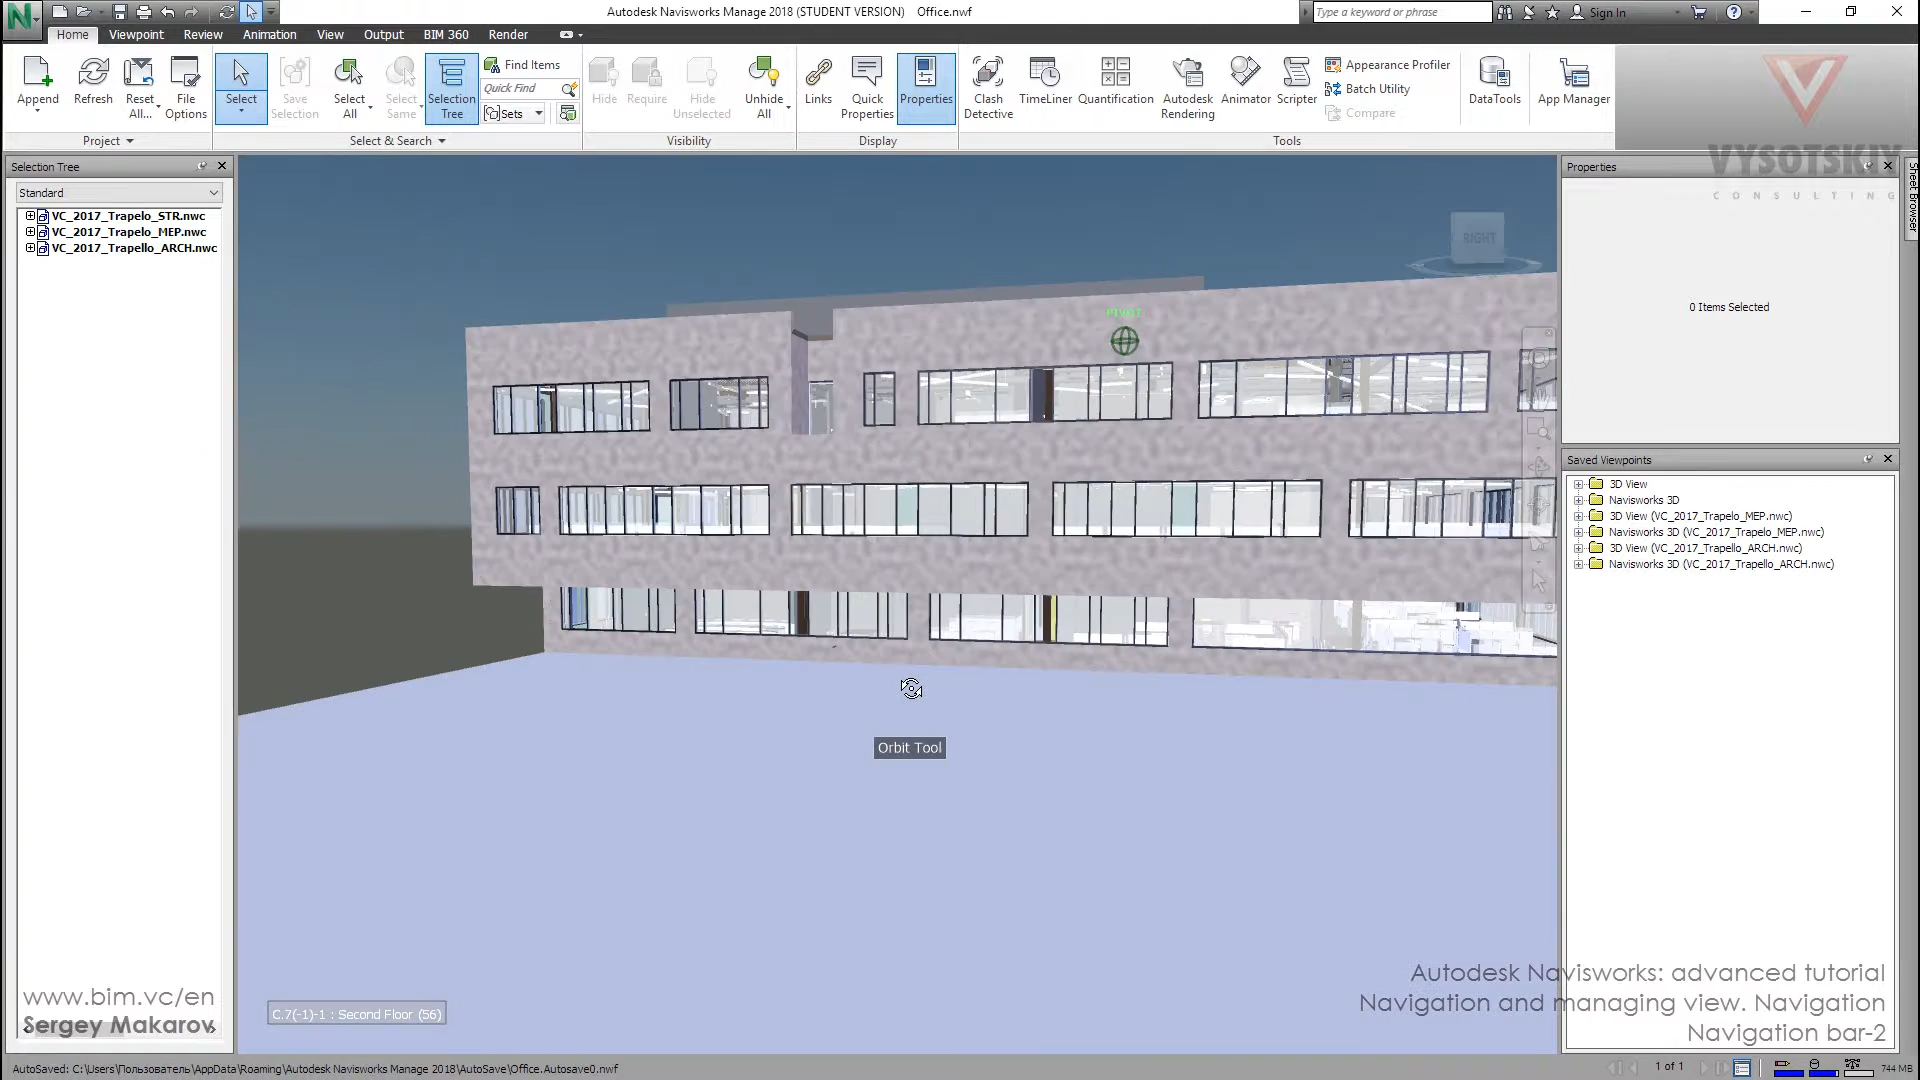 Autodesk Navisworks Manage 2018 (STUDENT VERSION) Office.nwf
Type a keyword or phrase
Sign In
Home Viewpoint Review Animation View Output BIM 360 Render
Append
Refresh
Reset All...
File Options
Select
Save Selection
Select All
Select Same
Selection Tree
Find Items
Quick Find
Sets
Hide
Require
Hide Unselected
Unhide All
Links
Quick Properties
Properties
Clash Detective
TimeLiner
Quantification
Autodesk Rendering
Animator
Scripter
Appearance Profiler
Batch Utility
Compare
DataTools
App Manager
Project
Select & Search
Visibility
Display
Tools
VYSOTSKIY
CONSULTING
Selection Tree
Standard
VC_2017_Trapelo_STR.nwc
VC_2017_Trapelo_MEP.nwc
VC_2017_Trapello_ARCH.nwc
RIGHT
PIVOT
Orbit Tool
C.7(-1)-1 : Second Floor (56)
Properties
0 Items Selected
Sheet Browser
Saved Viewpoints
3D View
Navisworks 3D
3D View (VC_2017_Trapelo_MEP.nwc)
Navisworks 3D (VC_2017_Trapelo_MEP.nwc)
3D View (VC_2017_Trapello_ARCH.nwc)
Navisworks 3D (VC_2017_Trapello_ARCH.nwc)
www.bim.vc/en
Sergey Makarov
Autodesk Navisworks: advanced tutorial
Navigation and managing view. Navigation
Navigation bar-2
AutoSaved: C:\Users\Пользователь\AppData\Roaming\Autodesk Navisworks Manage 2018\AutoSave\Office.Autosave0.nwf
1 of 1
744 MB